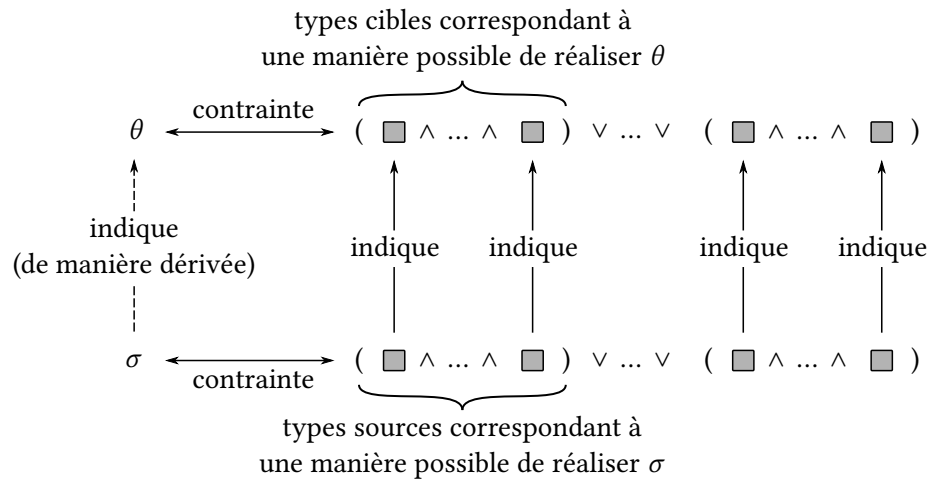 types cibles correspondant à
une manière possible de réaliser θ
contrainte
θ ( ∧ ... ∧ ) ∨ ... ∨ ( ∧ ... ∧ )
indique
(de manière dérivée)
indique indique indique indique
σ ( ∧ ... ∧ ) ∨ ... ∨ ( ∧ ... ∧ )
contrainte
types sources correspondant à
une manière possible de réaliser σ